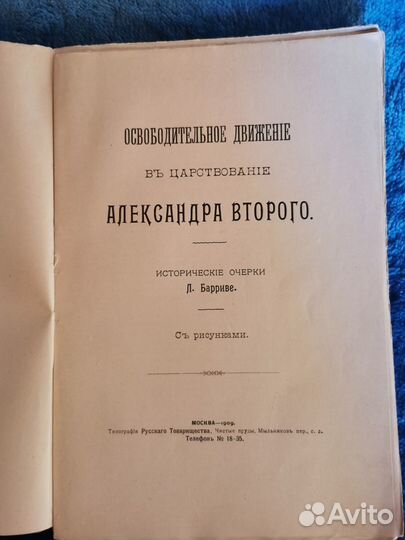 ОСВОБОДИТЕЛЬНОЕ ДВИЖЕНІЕ
ВЪ ЦАРСТВОВАНІЕ
АЛЕКСАНДРА ВТОРОГО.
ИСТОРИЧЕСКІЕ ОЧЕРКИ
Л. Барриве.
Съ рисунками.
МОСКВА—1909.
Типографія Русскаго Товарищества, Чистые пруды, Мыльниковъ пер., с. д.
Телефонъ № 18-35.
Avito